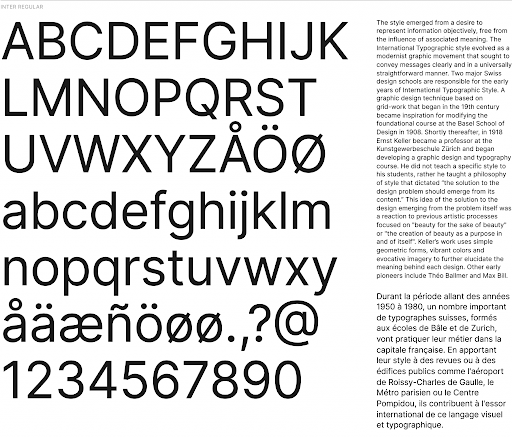 INTER REGULAR
ABCDEFGHIJK
LMNOPQRST
UVWXYZÅÖØ
abcdefghijklm
nopqrstuvwxy
åäæñöøø.,?@
1234567890
The style emerged from a desire to
represent information objectively, free from
the influence of associated meaning. The
International Typographic style evolved as a
modernist graphic movement that sought to
convey messages clearly and in a universally
straightforward manner. Two major Swiss
design schools are responsible for the early
years of International Typographic Style. A
graphic design technique based on
grid-work that began in the 19th century
became inspiration for modifying the
foundational course at the Basel School of
Design in 1908. Shortly thereafter, in 1918
Ernst Keller became a professor at the
Kunstgewerbeschule Zürich and began
developing a graphic design and typography
course. He did not teach a specific style to
his students, rather he taught a philosophy
of style that dictated “the solution to the
design problem should emerge from its
content.” This idea of the solution to the
design emerging from the problem itself was
a reaction to previous artistic processes
focused on “beauty for the sake of beauty”
or “the creation of beauty as a purpose in
and of itself”. Keller’s work uses simple
geometric forms, vibrant colors and
evocative imagery to further elucidate the
meaning behind each design. Other early
pioneers include Théo Ballmer and Max Bill.
Durant la période allant des années
1950 à 1980, un nombre important
de typographes suisses, formés
aux écoles de Bâle et de Zurich,
vont pratiquer leur métier dans la
capitale française. En apportant
leur style à des revues ou à des
édifices publics comme l'aéroport
de Roissy-Charles de Gaulle, le
Métro parisien ou le Centre
Pompidou, ils contribuent à l'essor
international de ce langage visuel
et typographique.